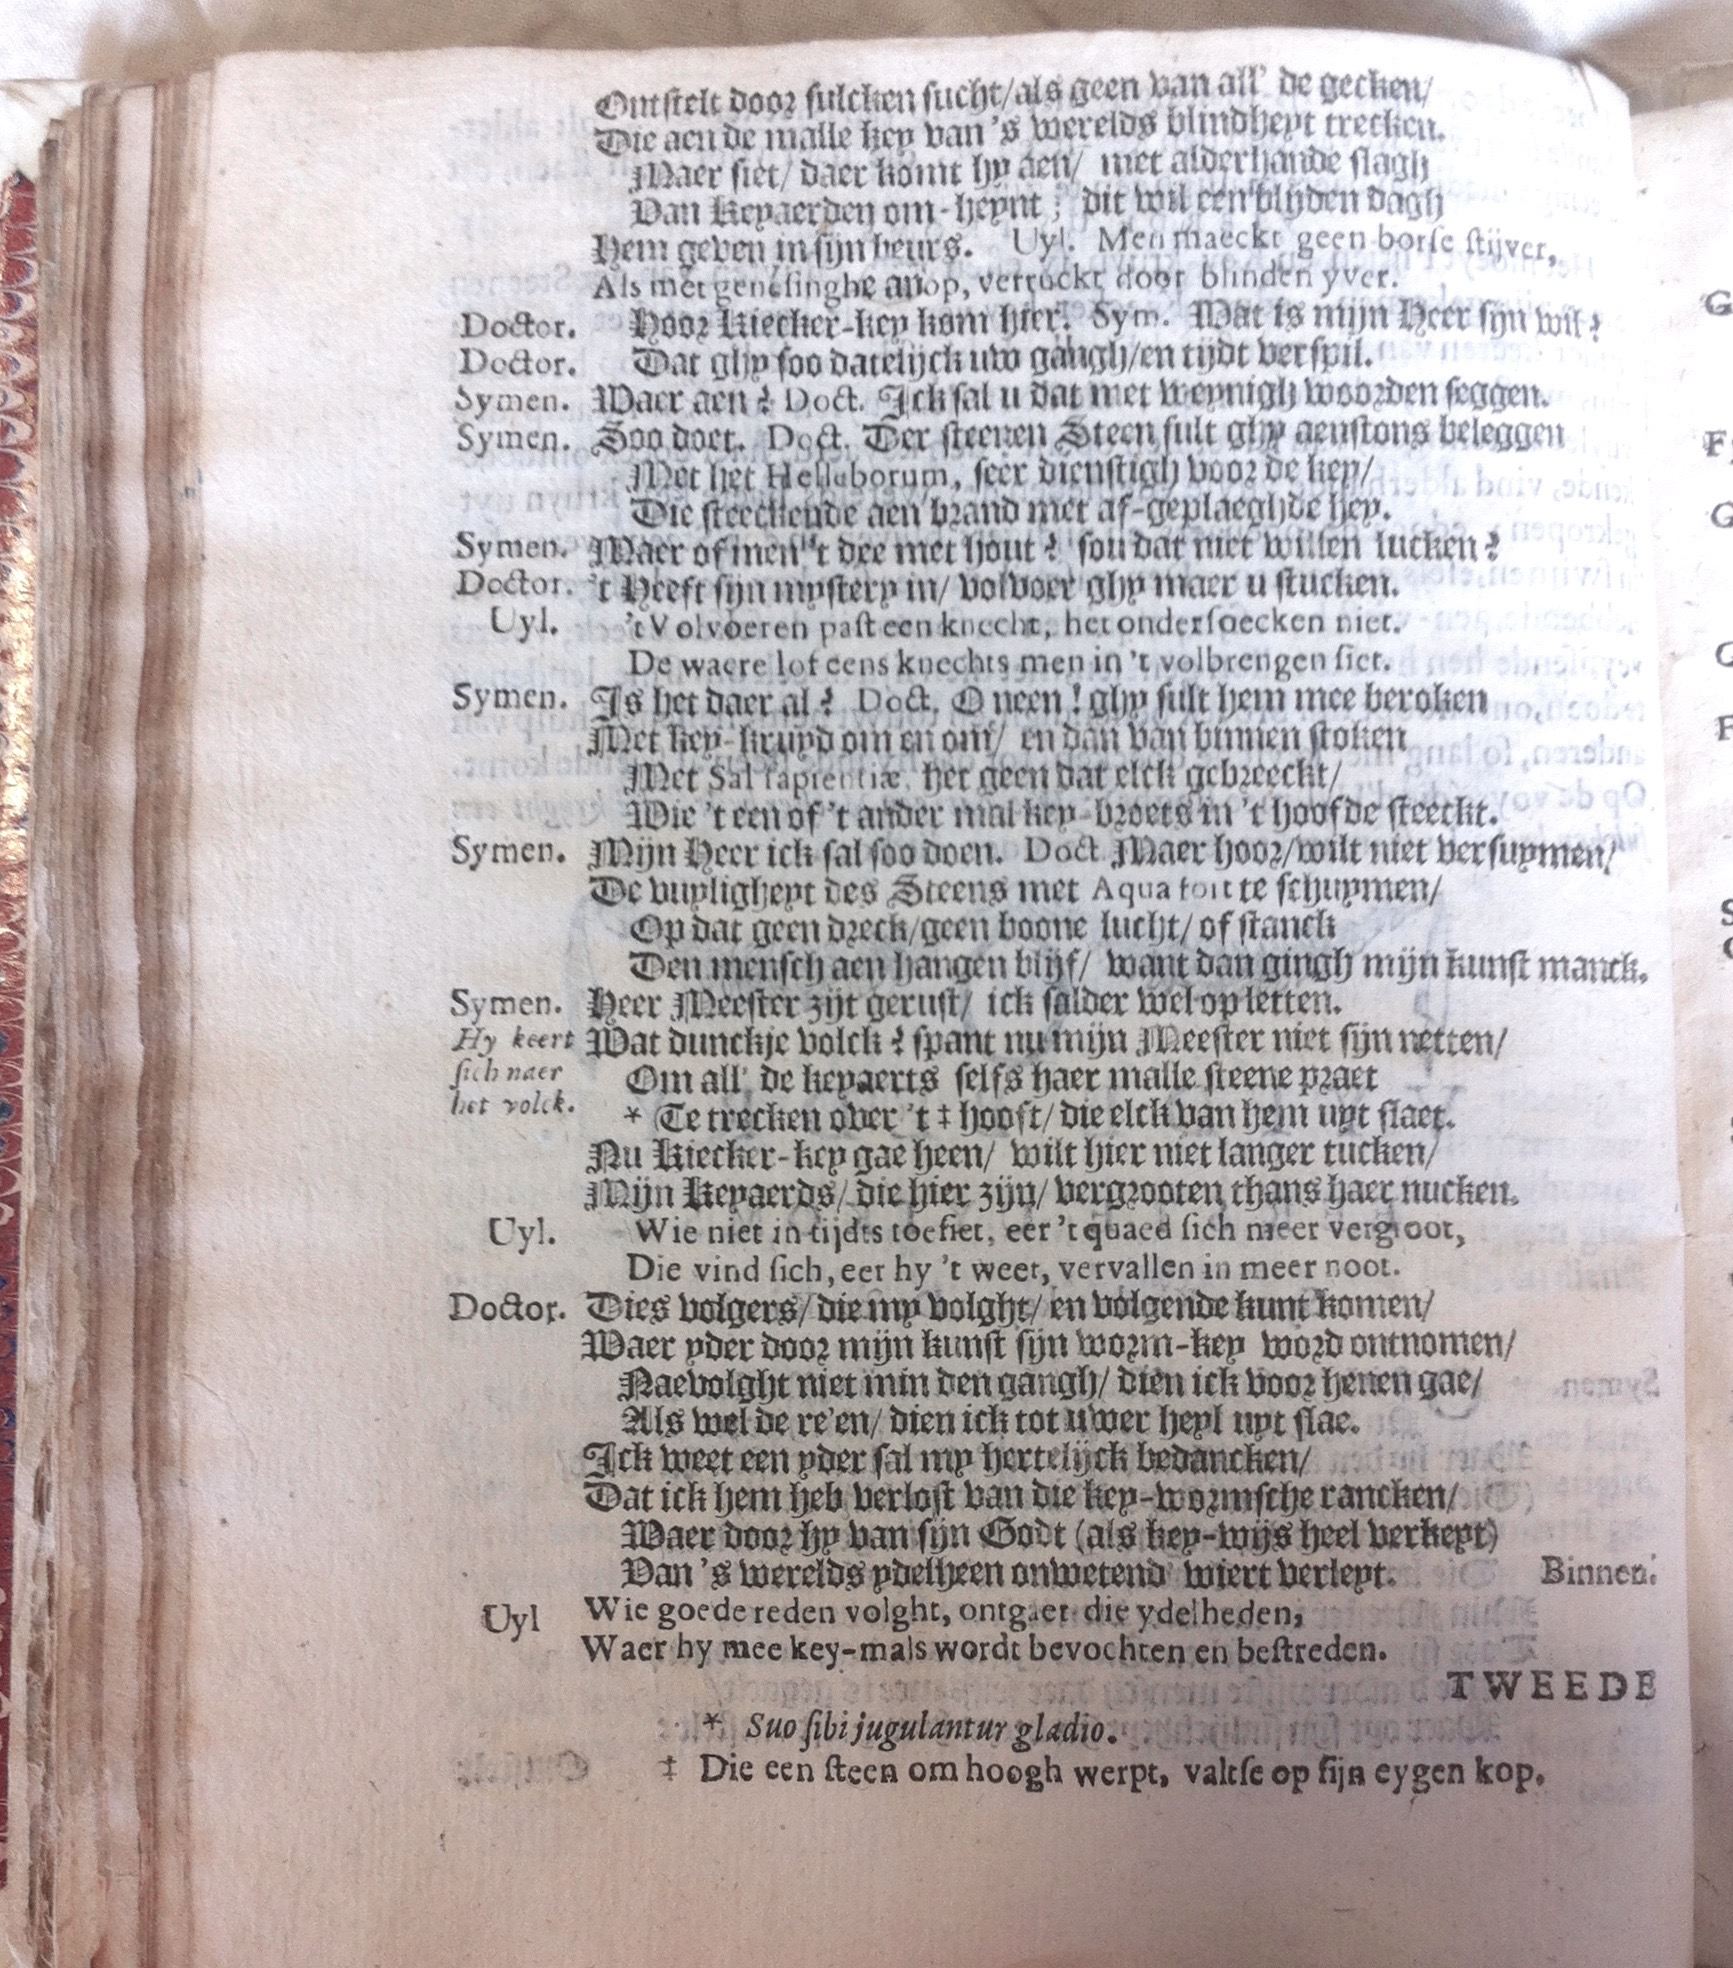 Ontstelt door sulcken sucht/als geen van all' de gecken/
Die aen de malle key van 's werelds blindheyt trecken.
Maer siet/ daer komt hy aen/ met alderhande slagh
Van Keyaerden om-heynt; dit wil een blijden dagh
Hem geven in sijn beurs. Uyl. Men maeckt geen borse stijver,
Als met genesinghe anop, verruckt door blinden yver.
Doctor. Hoor Kiecker-key kom hier. Sym. Wat is mijn Heer sijn wil?
Doctor. Dat ghy soo datelijck uw gangh/en tijdt verspil.
Symen. Waer aen? Doct. Ick sal u dat met weynigh woorden seggen.
Symen. Soo doet. Doct. Der steenen Steen sult ghy aenstons beleggen
Met het Helleborum, seer dienstigh voor de key/
Die steeckende aen brand met af-geplaeghde hey.
Symen. Maer of men 't dee met hout? sou dat niet willen lucken?
Doctor. 't Heeft sijn mystery in/ volvoer ghy maer u stucken.
Uyl. 't Volvoeren past een knecht, het ondersoecken niet.
De waere lof eens knechts men in 't volbrengen siet.
Symen. Is het daer al? Doct. O neen! ghy sult hem mee beroken
Met key-kruyd om en om/ en dan van binnen stoken
Met Sal sapientiæ, het geen dat elck gebreeckt/
Wie 't een of 't ander mal key-broets in 't hoofde steeckt.
Symen. Mijn Heer ick sal soo doen. Doct. Maer hoor/wilt niet versuymen/
De vuyligheyt des Steens met Aqua fort te schuymen/
Op dat geen dreck/geen boone lucht/ of stanck
Den mensch aen hangen blijf/ want dan gingh mijn kunst manck.
Symen. Heer Meester zijt gerust/ ick salder wel op letten.
Hy keert sich naer het volck. Wat dunckje volck? spant nu mijn Meester niet sijn netten/
Om all' de keyaerts selfs haer malle steene praet
* Te trecken over 't ‡ hooft/ die elck van hem uyt slaet.
Nu Kiecker-key gae heen/ wilt hier niet langer tucken/
Mijn Keyaerds/ die hier zijn/ vergrooten thans haer nucken.
Uyl. Wie niet in tijdts toesiet, eer 't quaed sich meer vergroot,
Die vind sich, eer hy 't weet, vervallen in meer noot.
Doctor. Dies volgers/ die my volght/ en volgende kunt komen/
Waer yder door mijn kunst sijn worm-key word ontnomen/
Naevolght niet min den gangh/ dien ick voor henen gae/
Als wel de re'en/ dien ick tot uwer heyl uyt slae.
Ick weet een yder sal my hertelijck bedancken/
Dat ick hem heb verlost van die key-wormsche rancken/
Waer door hy van sijn Godt (als key-wijs heel verkeyt)
Van 's werelds ydelheen onwetend wiert verleyt. Binnen.
Uyl Wie goede reden volght, ontgaet die ydelheden,
Waer hy mee key-mals wordt bevochten en bestreden.
TWEEDE
* Suo sibi jugulantur gladio.
‡ Die een steen om hoogh werpt, valtse op sijn eygen kop.